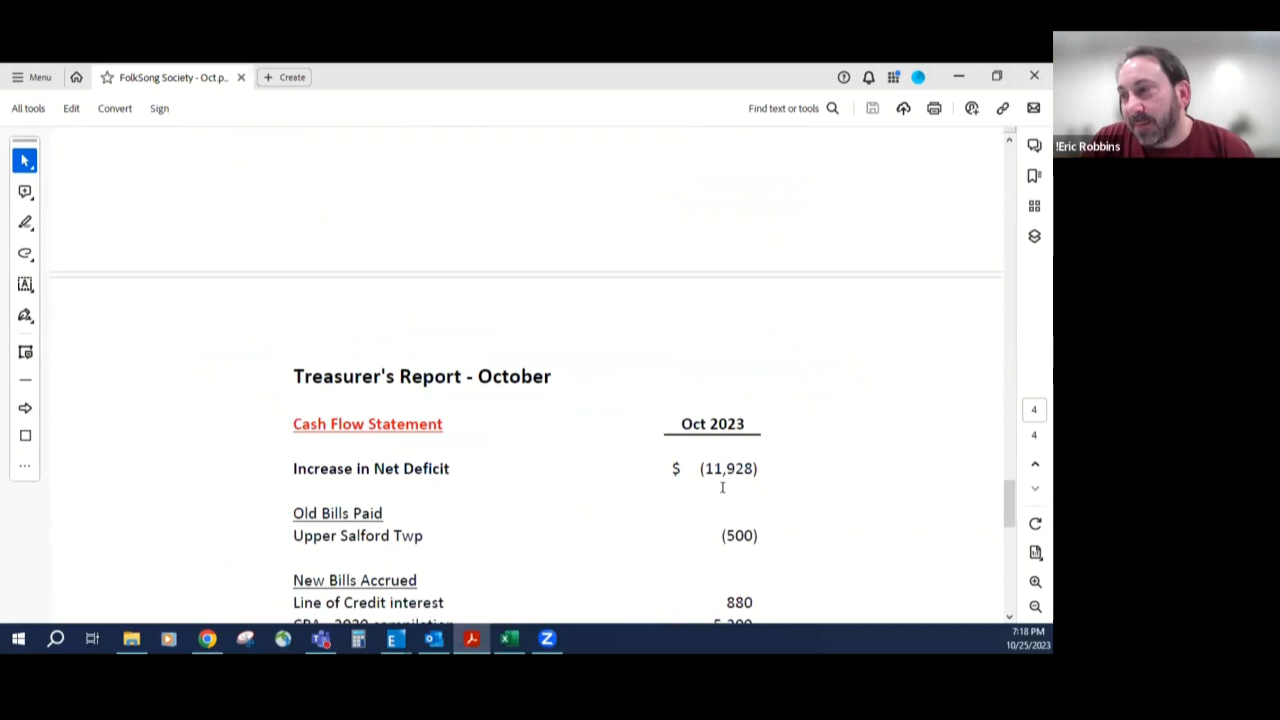 Menu
FolkSong Society - Oct.p..
Create
All tools
Edit
Convert
Sign
Find text or tools
!Eric Robbins
Treasurer's Report - October
Cash Flow Statement
Oct 2023
Increase in Net Deficit
$ (11,928)
Old Bills Paid
Upper Salford Twp
(500)
New Bills Accrued
Line of Credit interest
880
4
4
7:18 PM
10/25/2023